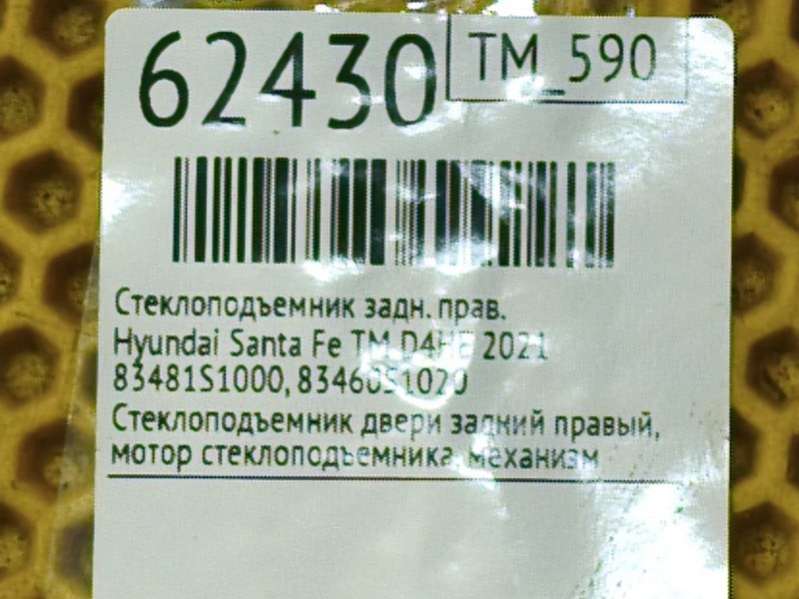 62430
TM_590
Стеклоподъемник задн. прав.
Hyundai Santa Fe TM D4HE 2021
83481S1000, 83460S1020
Стеклоподъемник двери задний правый,
мотор стеклоподъемника, механизм